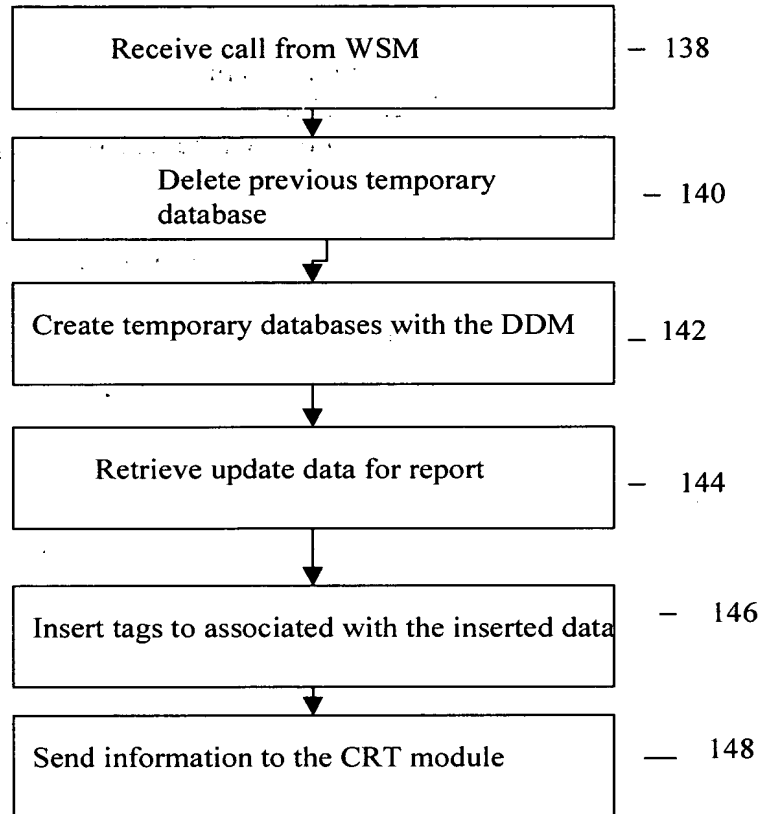 Receive call from WSM – 138
Delete previous temporary
database – 140
Create temporary databases with the DDM – 142
Retrieve update data for report – 144
Insert tags to associated with the inserted data – 146
Send information to the CRT module — 148